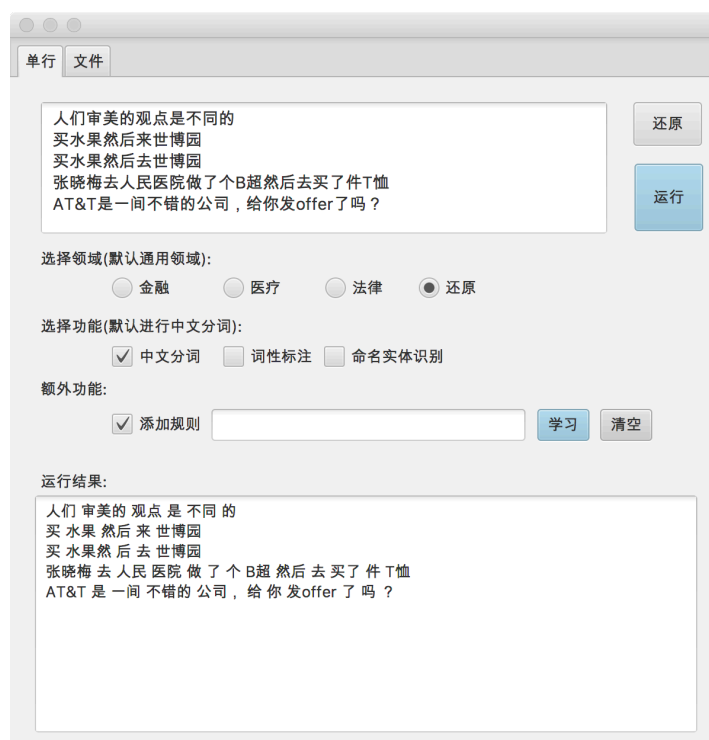 单行 文件
人们审美的观点是不同的
买水果然后来世博园
买水果然后去世博园
张晓梅去人民医院做了个B超然后去买了件T恤
AT&T是一间不错的公司，给你发offer了吗？
还原
运行
选择领域(默认通用领域):
金融 医疗 法律 还原
选择功能(默认进行中文分词):
中文分词 词性标注 命名实体识别
额外功能:
添加规则 学习 清空
运行结果:
人们 审美的 观点 是 不同 的
买 水果 然后 来 世博园
买 水果然 后 去 世博园
张晓梅 去 人民 医院 做 了 个 B超 然后 去 买了 件 T恤
AT&T 是 一间 不错的 公司 ，给 你 发offer 了 吗 ？